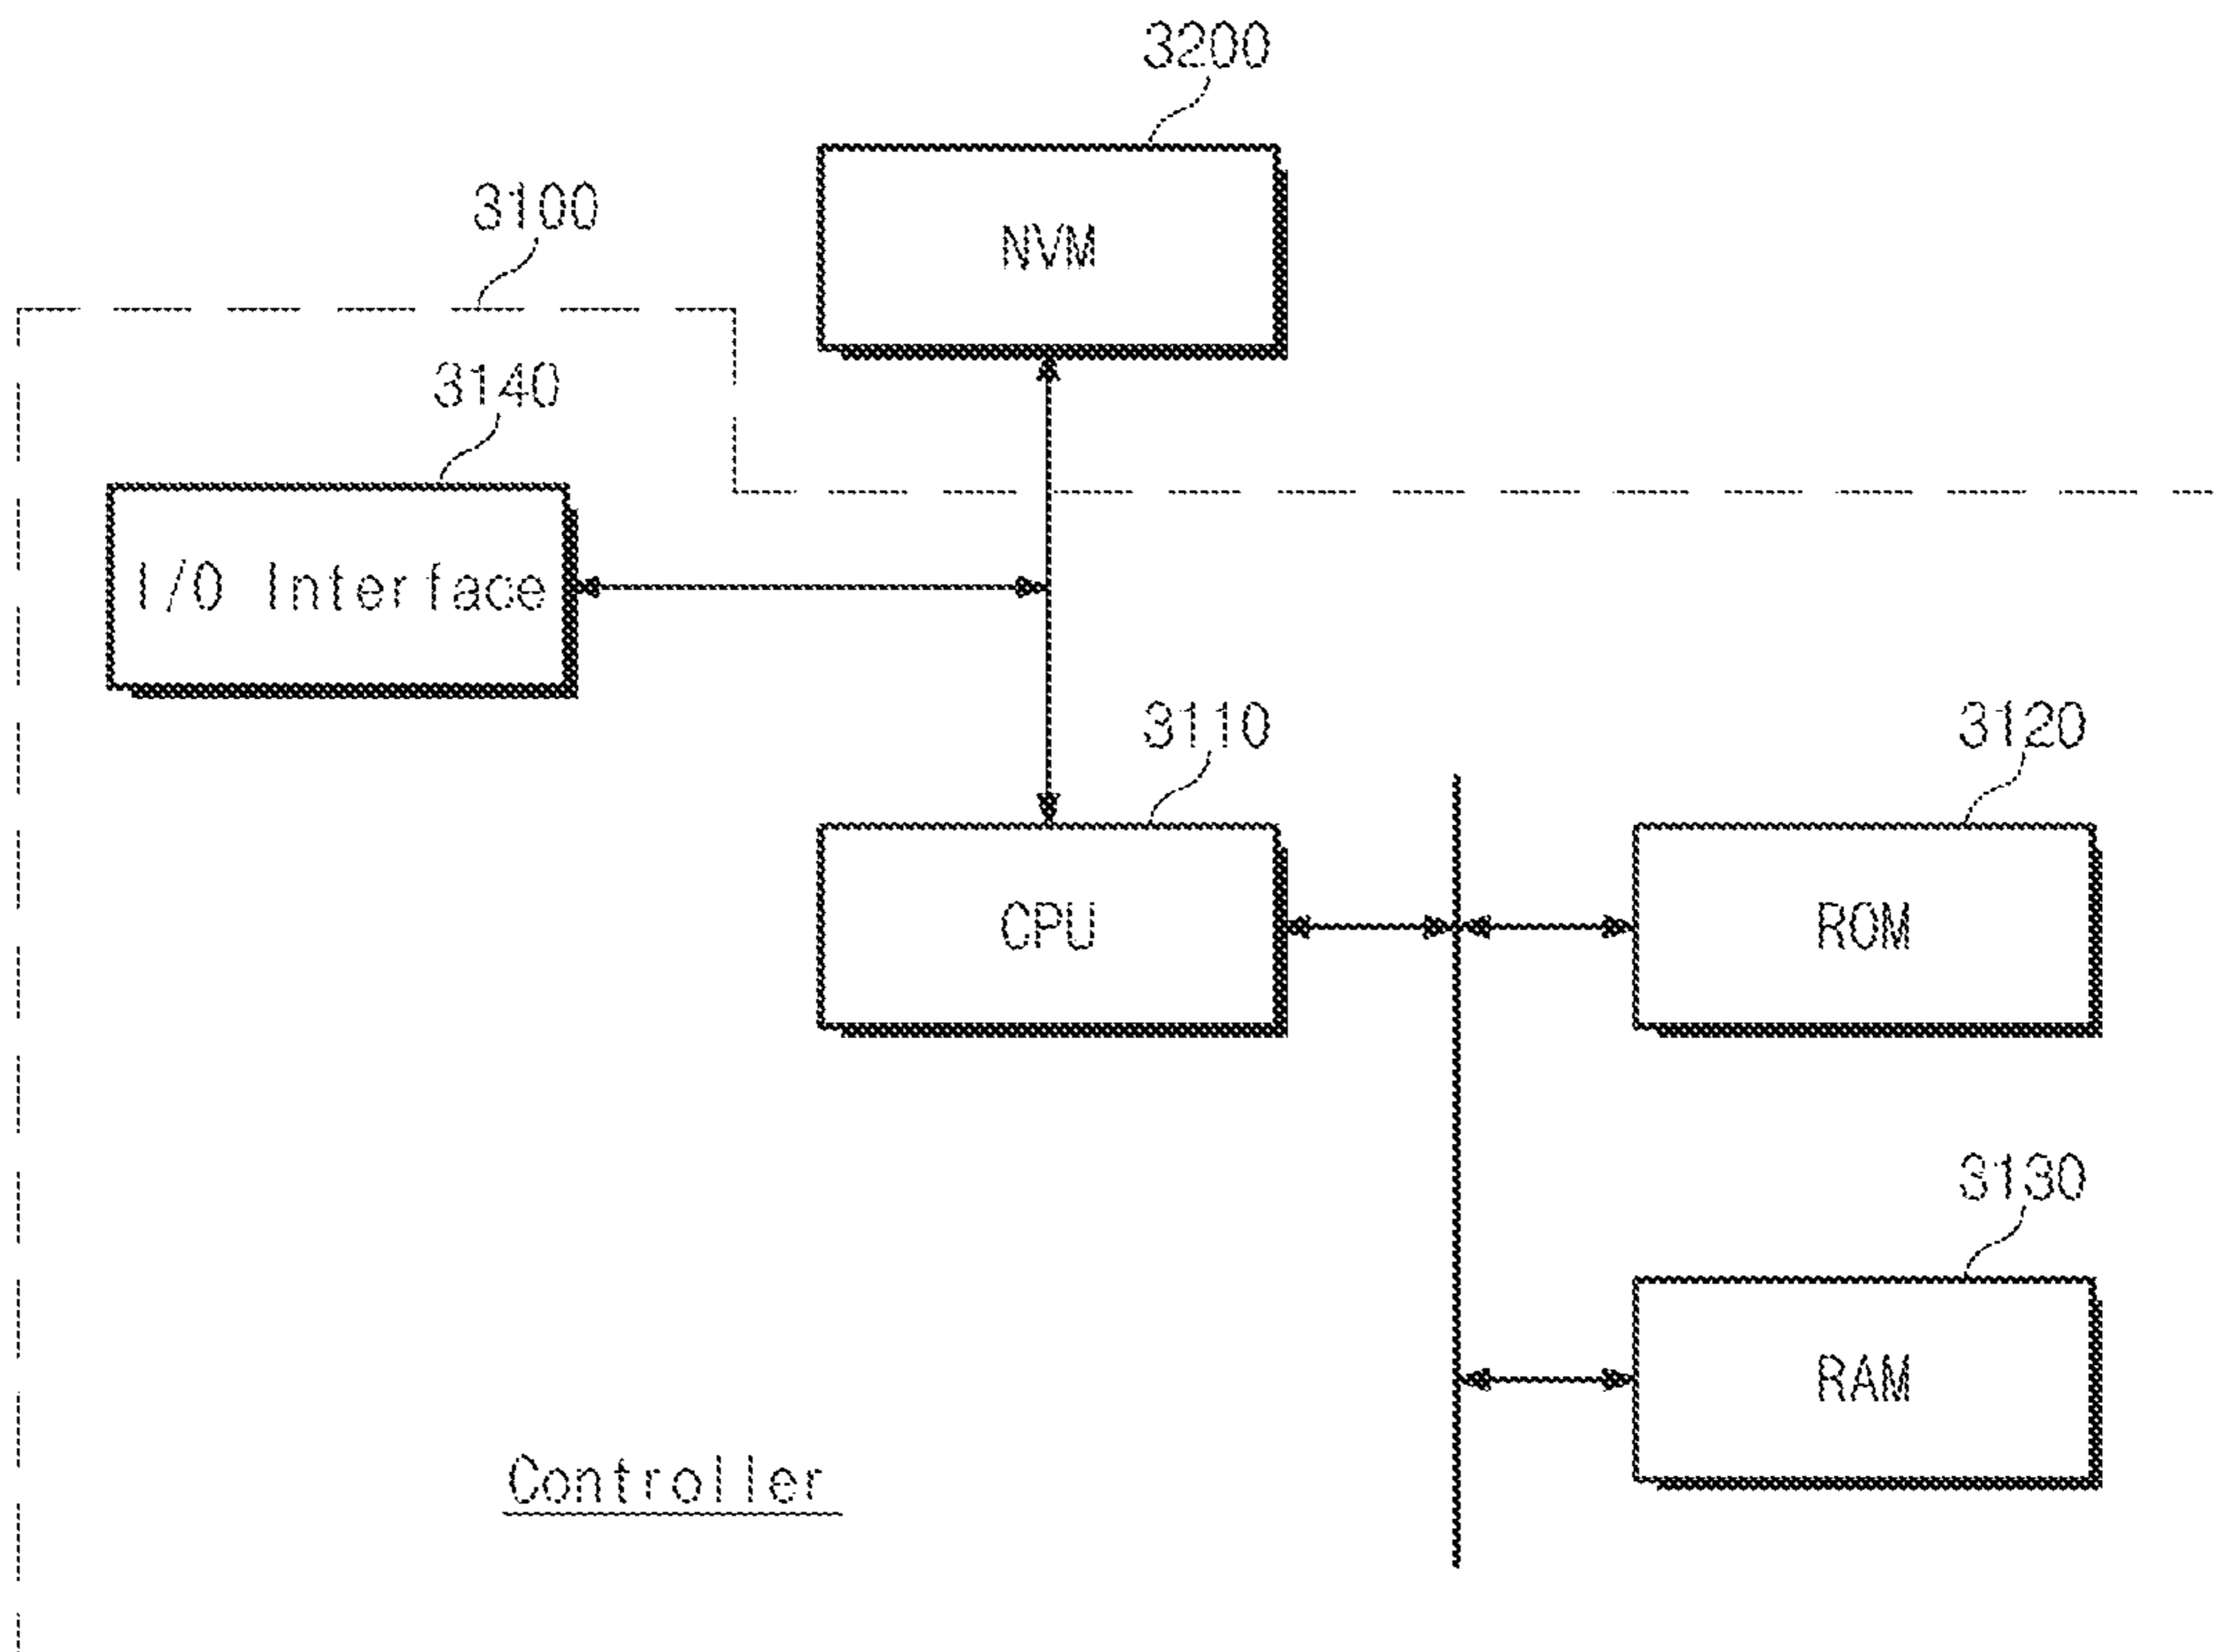 3200
NVM
3100
3140
I/O Interface
3110
CPU
3120
ROM
3130
RAM
Controller